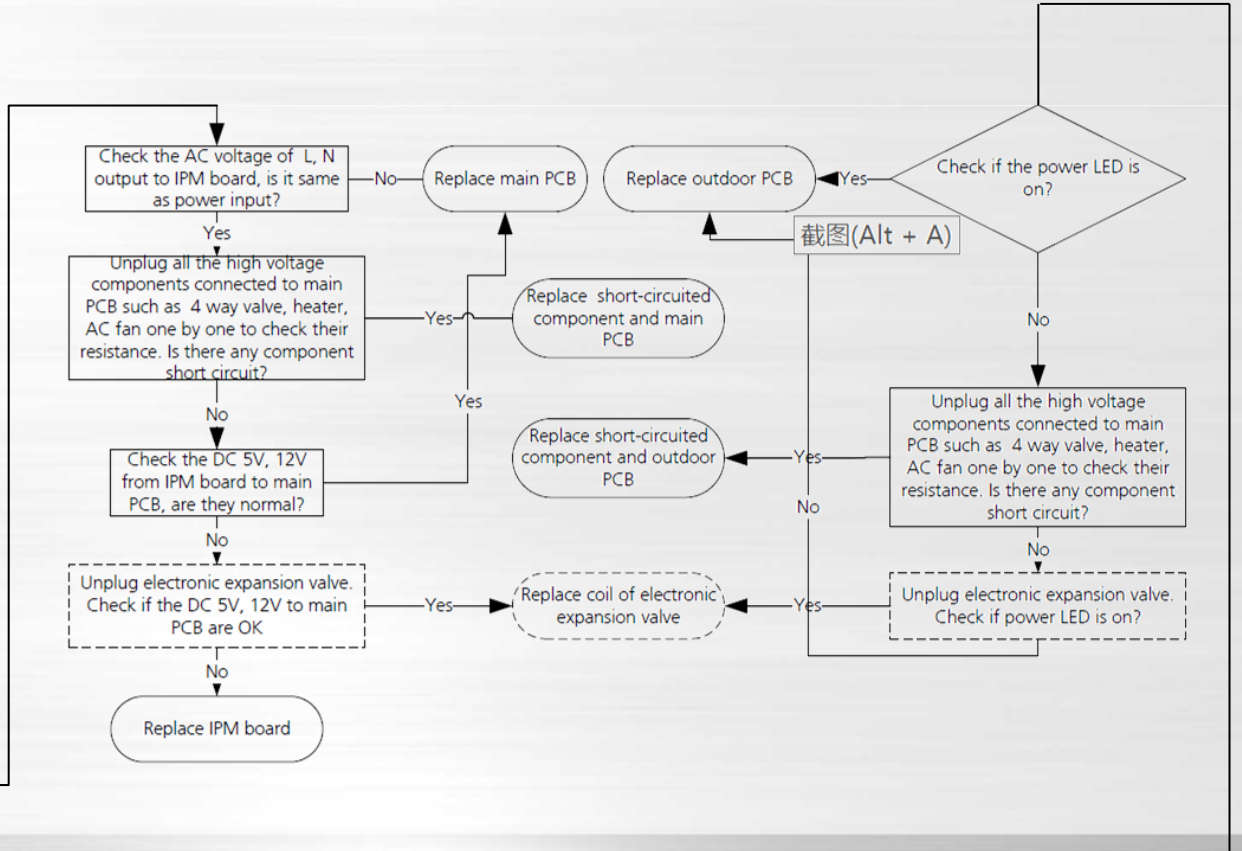 Check the AC voltage of L, N
output to IPM board, is it same
as power input?
No
Replace main PCB
Replace outdoor PCB
Yes
Check if the power LED is
on?
Yes
截图(Alt + A)
Unplug all the high voltage
components connected to main
PCB such as 4 way valve, heater,
AC fan one by one to check their
resistance. Is there any component
short circuit?
Yes
Replace short-circuited
component and main
PCB
No
No
Yes
Check the DC 5V, 12V
from IPM board to main
PCB, are they normal?
Replace short-circuited
component and outdoor
PCB
Yes
Unplug all the high voltage
components connected to main
PCB such as 4 way valve, heater,
AC fan one by one to check their
resistance. Is there any component
short circuit?
No
No
No
Unplug electronic expansion valve.
Check if the DC 5V, 12V to main
PCB are OK
Yes
Replace coil of electronic
expansion valve
Yes
Unplug electronic expansion valve.
Check if power LED is on?
No
Replace IPM board